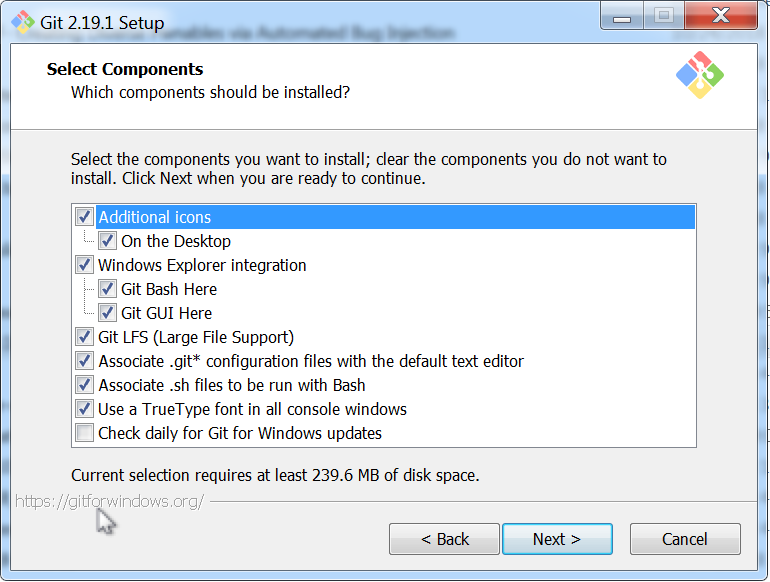 Git 2.19.1 Setup
Select Components
Which components should be installed?
Select the components you want to install; clear the components you do not want to
install. Click Next when you are ready to continue.
Additional icons
On the Desktop
Windows Explorer integration
Git Bash Here
Git GUI Here
Git LFS (Large File Support)
Associate .git* configuration files with the default text editor
Associate .sh files to be run with Bash
Use a TrueType font in all console windows
Check daily for Git for Windows updates
Current selection requires at least 239.6 MB of disk space.
https://gitforwindows.org/
< Back
Next >
Cancel